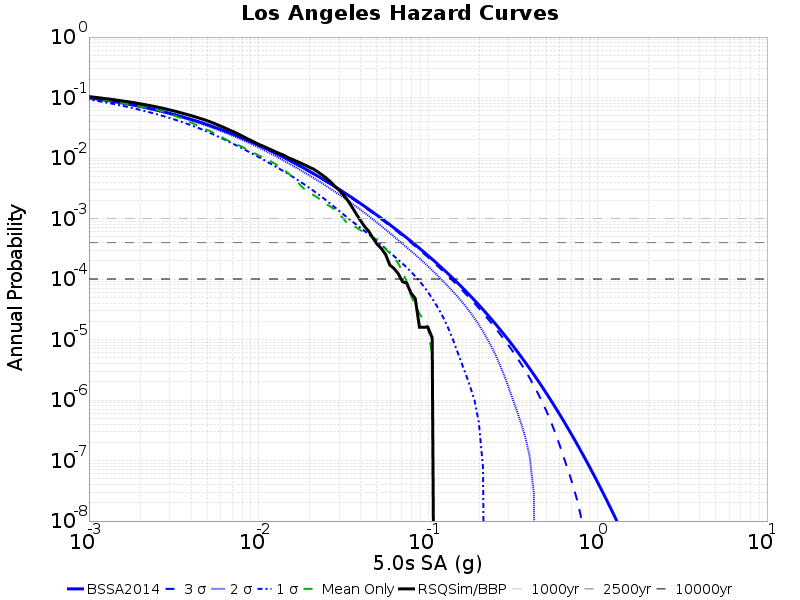 Los Angeles Hazard Curves
Annual Probability
10^0
10^-1
10^-2
10^-3
10^-4
10^-5
10^-6
10^-7
10^-8
10^-3 10^-2 10^-1 10^0 10^1
5.0s SA (g)
BSSA2014 3 σ 2 σ 1 σ Mean Only RSQSim/BBP 1000yr 2500yr 10000yr